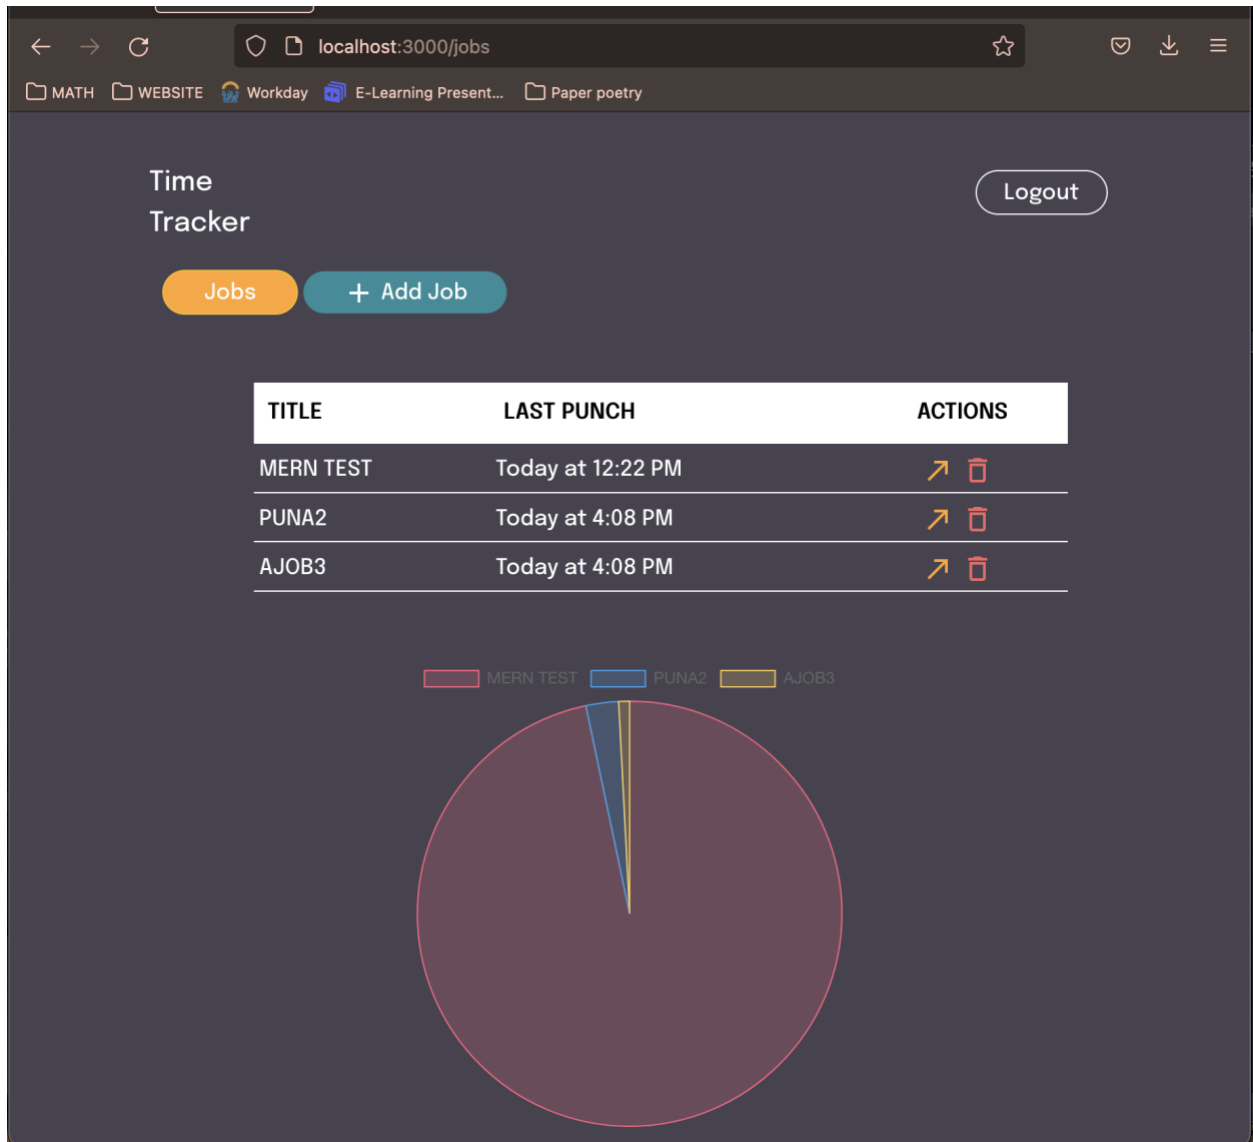 localhost:3000/jobs
MATH WEBSITE Workday E-Learning Present... Paper poetry
Time
Tracker
Logout
Jobs + Add Job
TITLE LAST PUNCH ACTIONS
MERN TEST Today at 12:22 PM
PUNA2 Today at 4:08 PM
AJOB3 Today at 4:08 PM
MERN TEST PUNA2 AJOB3